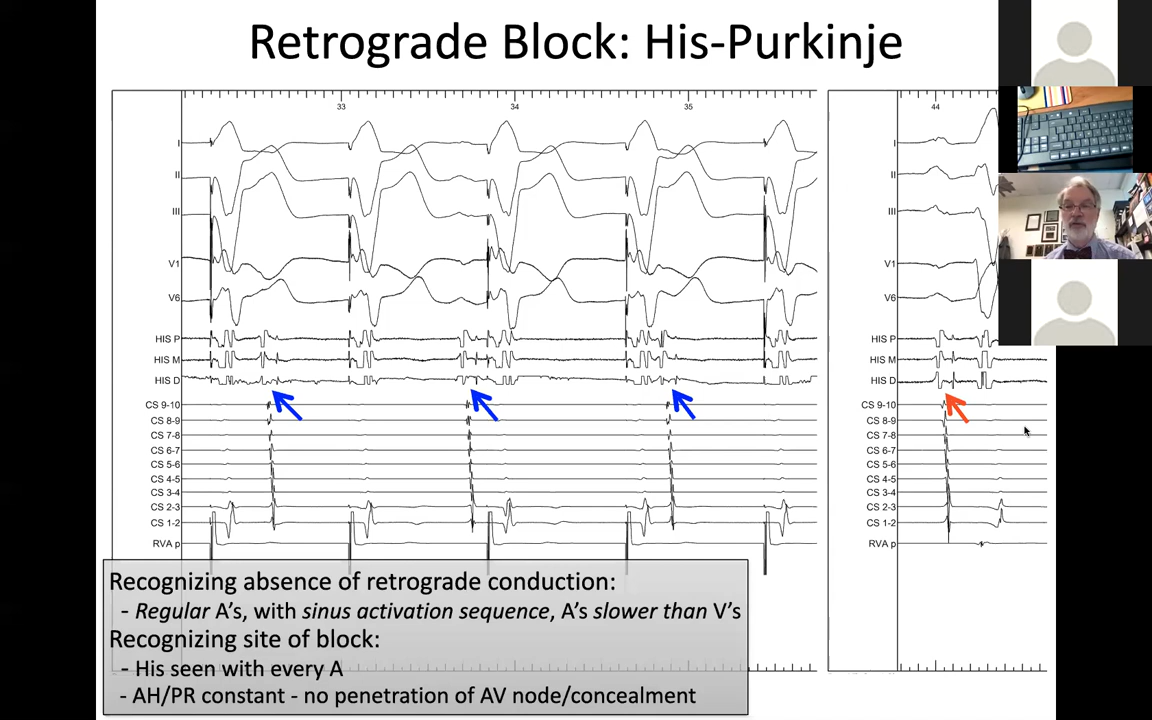 Retrograde Block: His-Purkinje
33 34 35 44
I I
II II
III III
V1 V1
V6 V6
HIS P HIS P
HIS M HIS M
HIS D HIS D
CS 9-10 CS 9-10
CS 8-9 CS 8-9
CS 7-8 CS 7-8
CS 6-7 CS 6-7
CS 5-6 CS 5-6
CS 4-5 CS 4-5
CS 3-4 CS 3-4
CS 2-3 CS 2-3
CS 1-2 CS 1-2
RVA p RVA p
Recognizing absence of retrograde conduction:
- Regular A’s, with sinus activation sequence, A’s slower than V’s
Recognizing site of block:
- His seen with every A
- AH/PR constant - no penetration of AV node/concealment